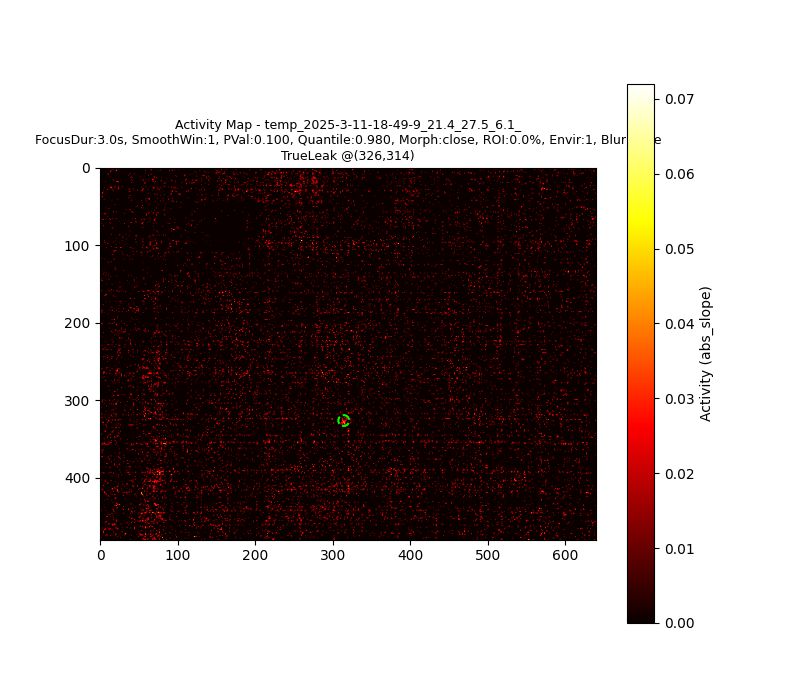 Activity Map - temp_2025-3-11-18-49-9_21.4_27.5_6.1_
FocusDur:3.0s, SmoothWin:1, PVal:0.100, Quantile:0.980, Morph:close, ROI:0.0%, Envir:1, Blur e
TrueLeak @(326,314)
0
100
200
300
400
0 100 200 300 400 500 600
0.07
0.06
0.05
0.04
0.03
0.02
0.01
0.00
Activity (abs_slope)